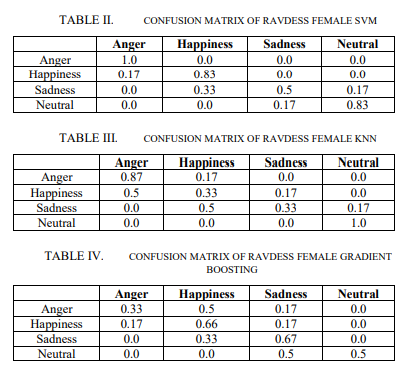 TABLE II. CONFUSION MATRIX OF RAVDESS FEMALE SVM
Anger Happiness Sadness Neutral
Anger 1.0 0.0 0.0 0.0
Happiness 0.17 0.83 0.0 0.0
Sadness 0.0 0.33 0.5 0.17
Neutral 0.0 0.0 0.17 0.83
TABLE III. CONFUSION MATRIX OF RAVDESS FEMALE KNN
Anger Happiness Sadness Neutral
Anger 0.87 0.17 0.0 0.0
Happiness 0.5 0.33 0.17 0.0
Sadness 0.0 0.5 0.33 0.17
Neutral 0.0 0.0 0.0 1.0
TABLE IV. CONFUSION MATRIX OF RAVDESS FEMALE GRADIENT
BOOSTING
Anger Happiness Sadness Neutral
Anger 0.33 0.5 0.17 0.0
Happiness 0.17 0.66 0.17 0.0
Sadness 0.0 0.33 0.67 0.0
Neutral 0.0 0.0 0.5 0.5